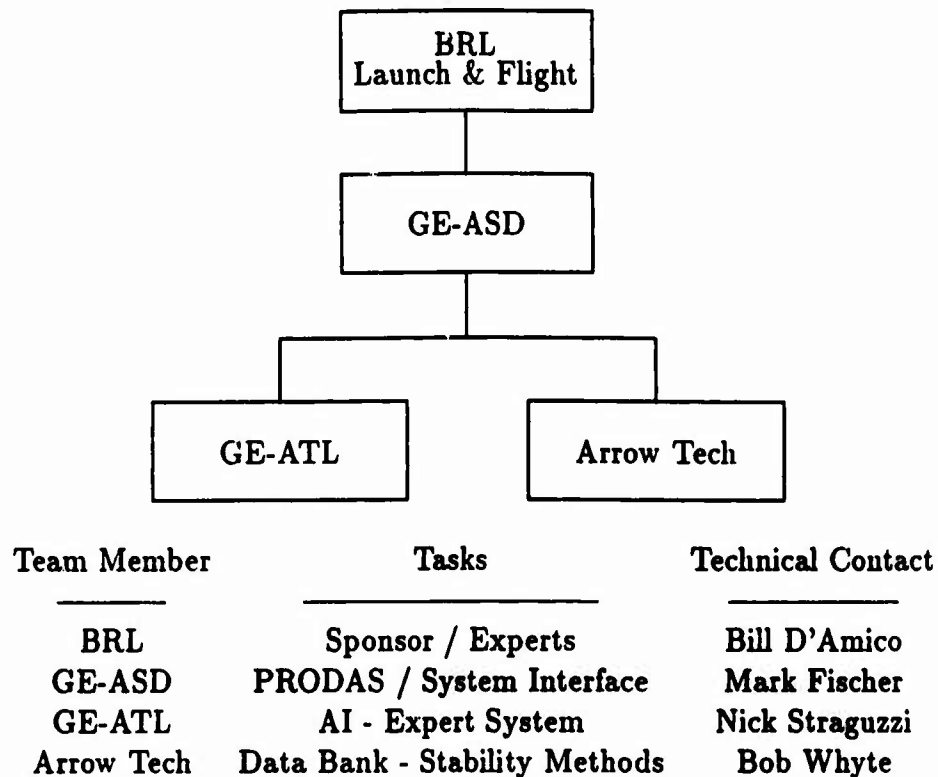 BRL
Launch & Flight
GE-ASD
GE-ATL Arrow Tech
Team Member Tasks Technical Contact
BRL Sponsor / Experts Bill D'Amico
GE-ASD PRODAS / System Interface Mark Fischer
GE-ATL AI - Expert System Nick Straguzzi
Arrow Tech Data Bank - Stability Methods Bob Whyte